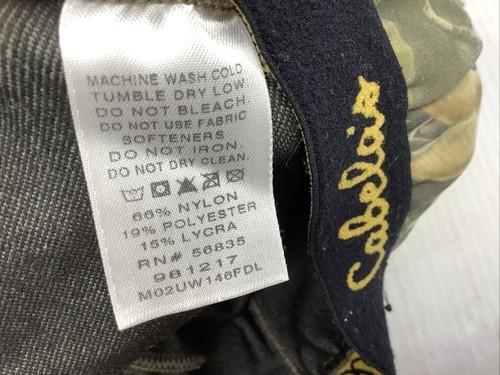 MACHINE WASH COLD
TUMBLE DRY LOW.
DO NOT BLEACH.
DO NOT USE FABRIC
SOFTENERS
DO NOT IRON.
DO NOT DRY CLEAN.
66% NYLON
19% POLYESTER
15% LYCRA
RN# 56835
981217
M02UW146FDL
Cabela's